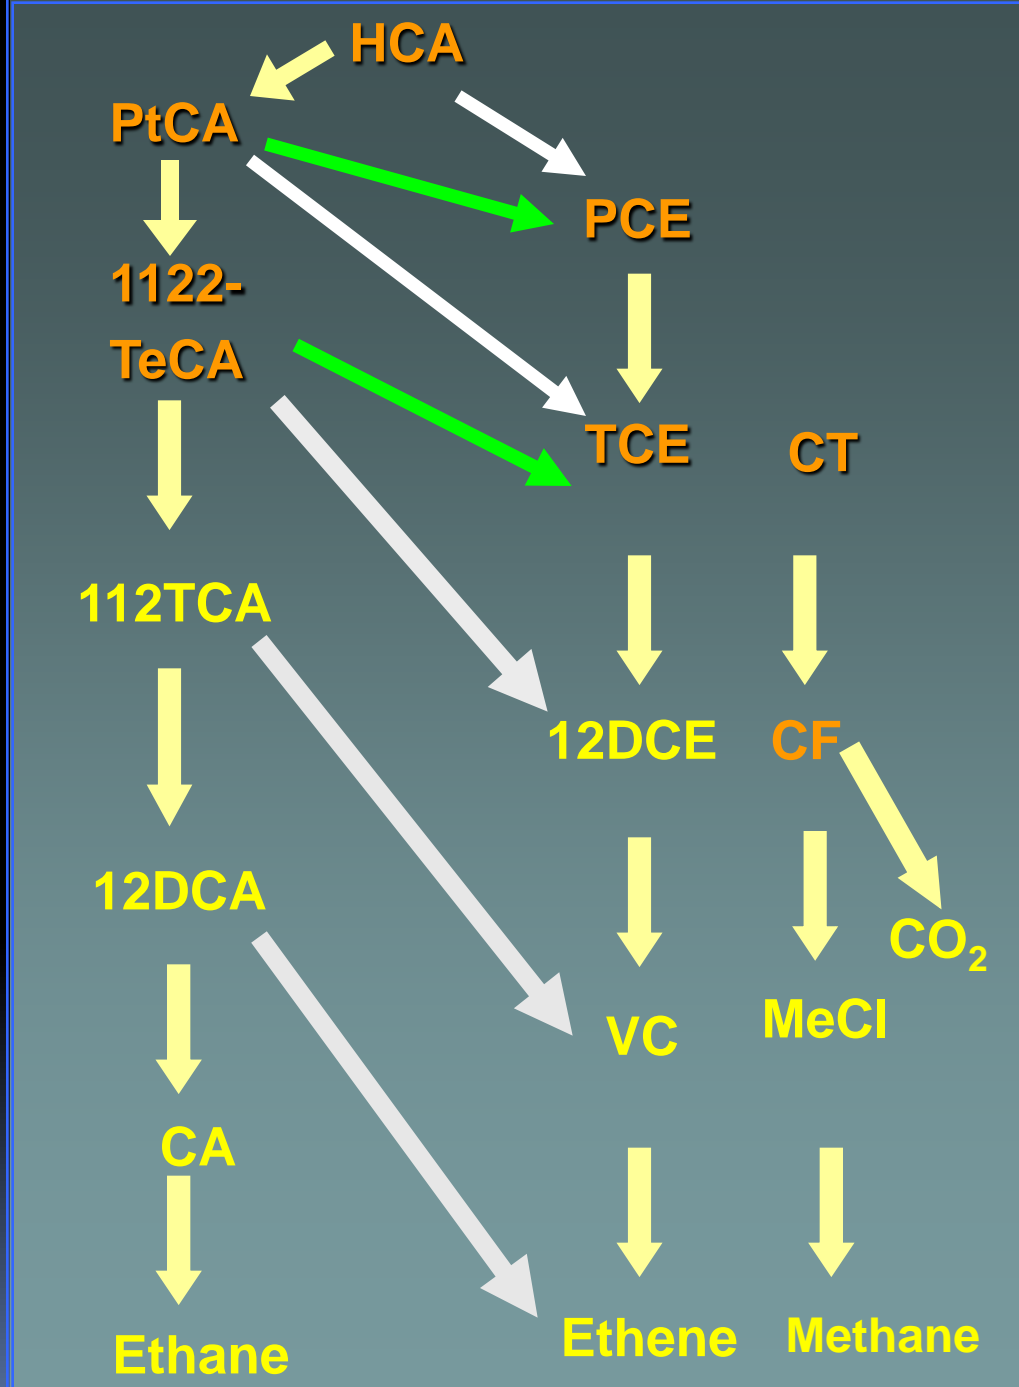 HCA
PtCA
PCE
1122-
TeCA
TCE
CT
112TCA
12DCE
CF
12DCA
CO₂
VC
MeCl
CA
Ethane
Ethene
Methane